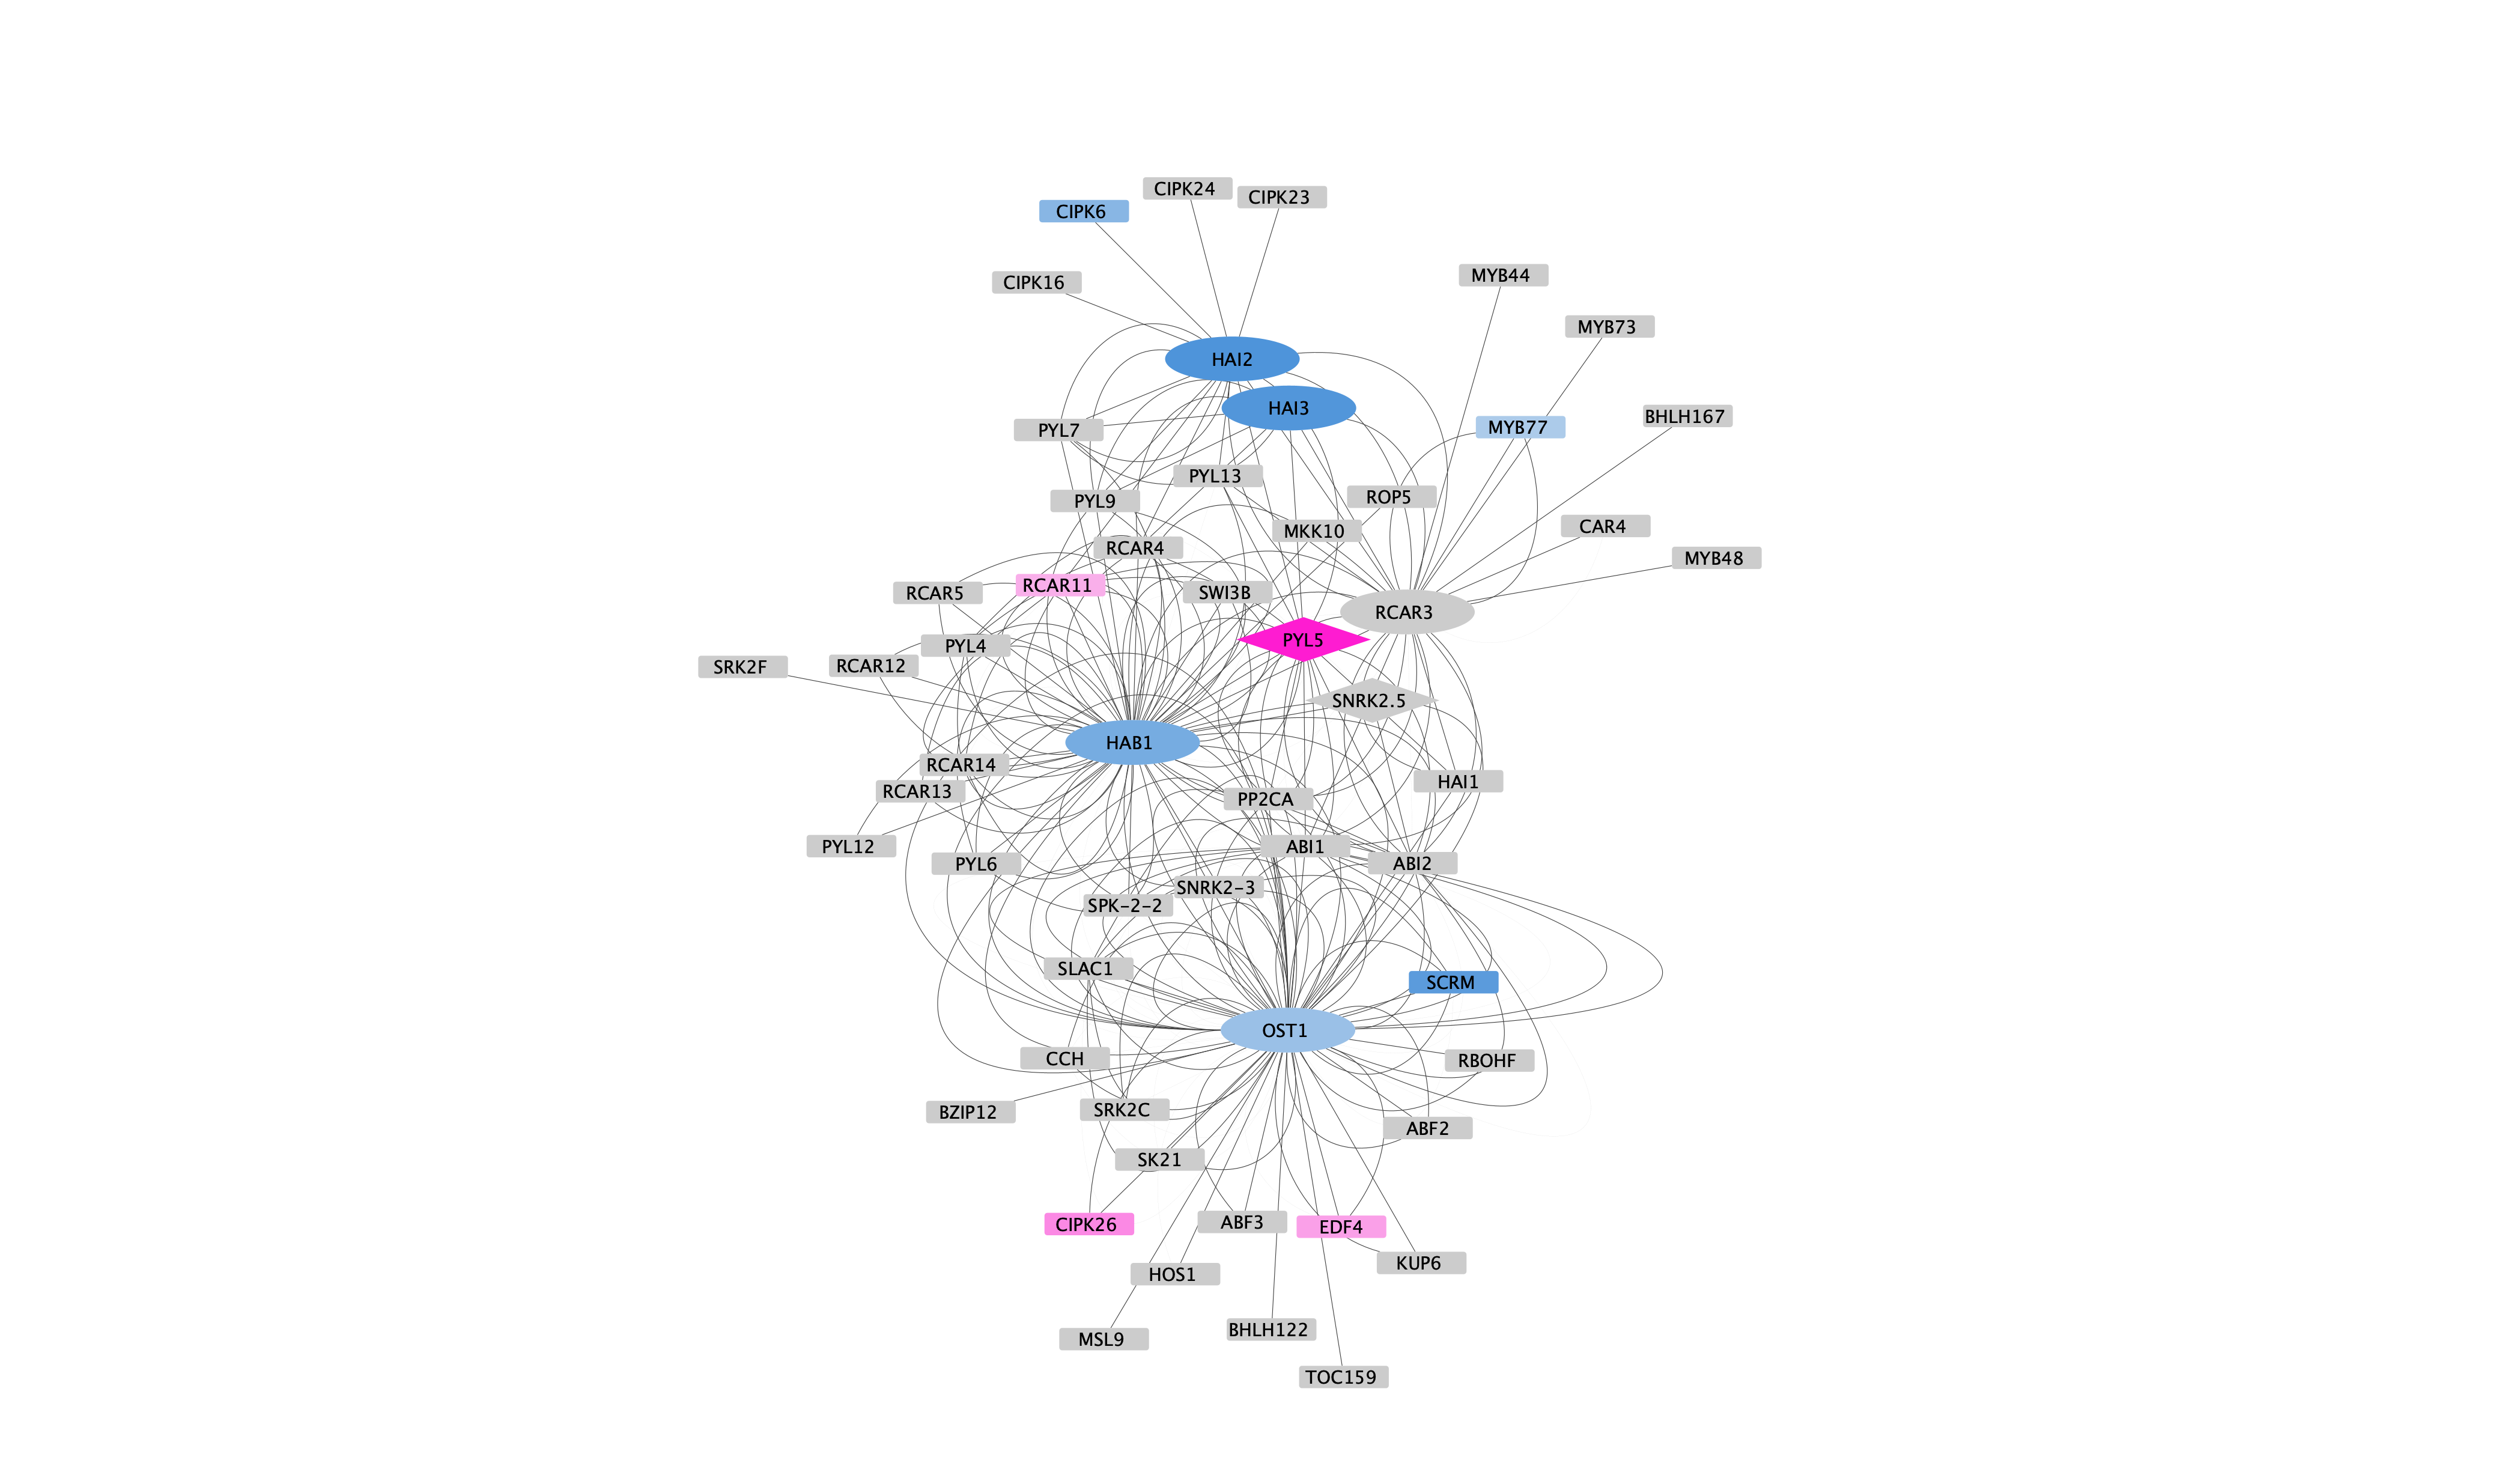 CIPK24
CIPK23
CIPK6
MYB44
CIPK16
MYB73
HAI2
HAI3
BHLH167
MYB77
PYL7
PYL13
ROP5
PYL9
CAR4
MKK10
RCAR4
MYB48
RCAR11
SWI3B
RCAR5
RCAR3
PYL5
PYL4
RCAR12
SRK2F
SNRK2.5
HAB1
RCAR14
HAI1
RCAR13
PP2CA
PYL12
ABI1
PYL6
ABI2
SNRK2-3
SPK-2-2
SLAC1
SCRM
OST1
CCH
RBOHF
BZIP12
SRK2C
ABF2
SK21
CIPK26
ABF3
EDF4
KUP6
HOS1
BHLH122
MSL9
TOC159